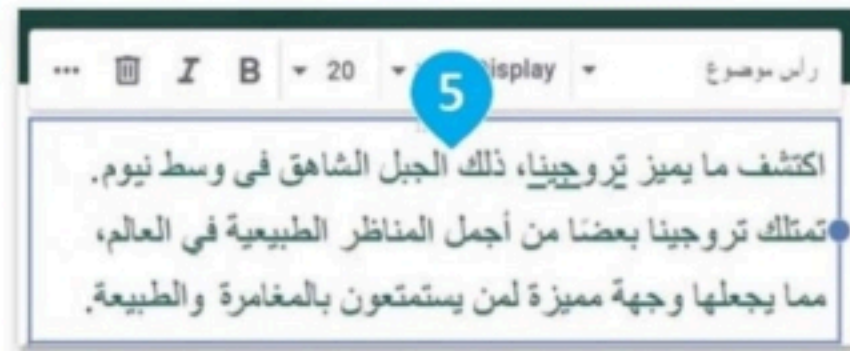 رأس موضوع isplay 20 B I ...
5
اكتشف ما يميز تروجينا، ذلك الجبل الشاهق في وسط نيوم.
تمتلك تروجينا بعضًا من أجمل المناظر الطبيعية في العالم،
مما يجعلها وجهة مميزة لمن يستمتعون بالمغامرة والطبيعة.